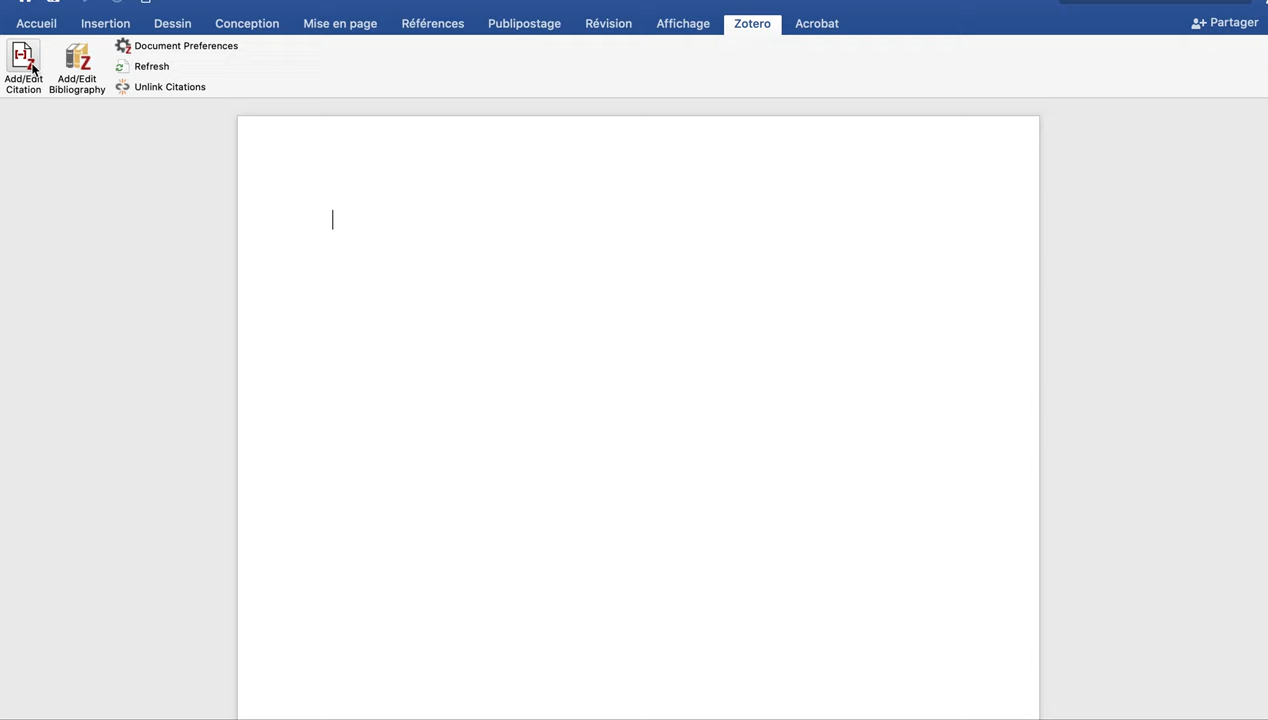 Accueil Insertion Dessin Conception Mise en page Références Publipostage Révision Affichage Zotero Acrobat Partager
Add/Edit Citation
Add/Edit Bibliography
Document Preferences
Refresh
Unlink Citations